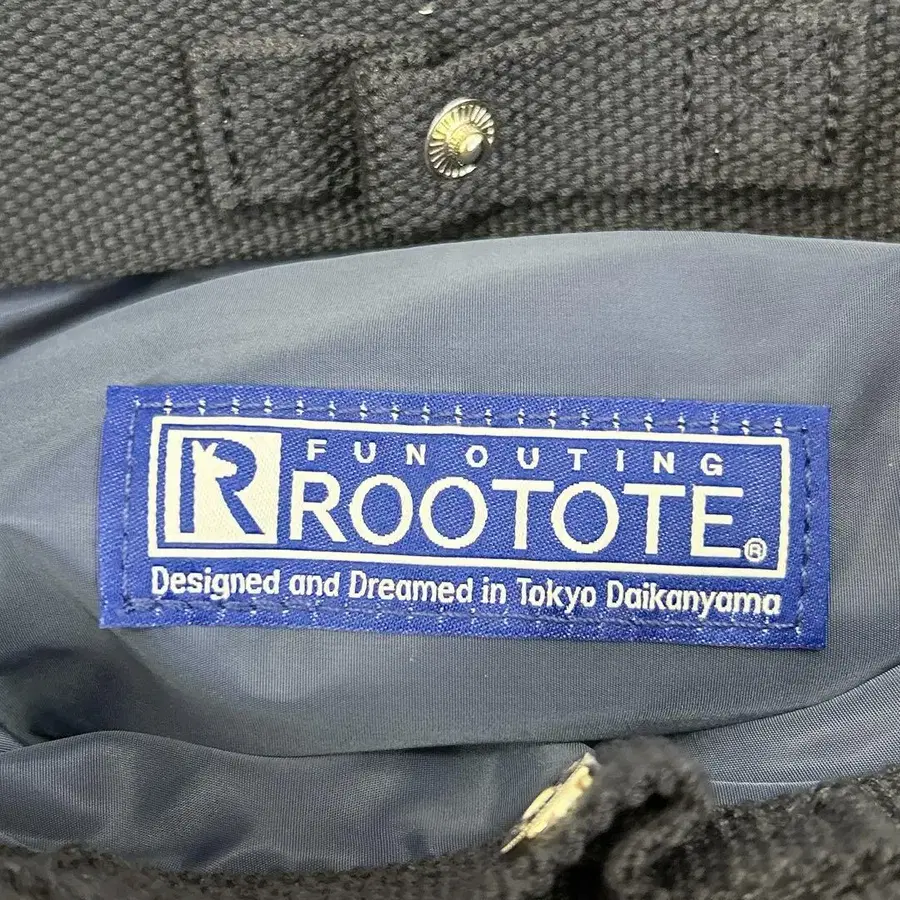 R
FUN OUTING
ROOTOTE®
Designed and Dreamed in Tokyo Daikanyama